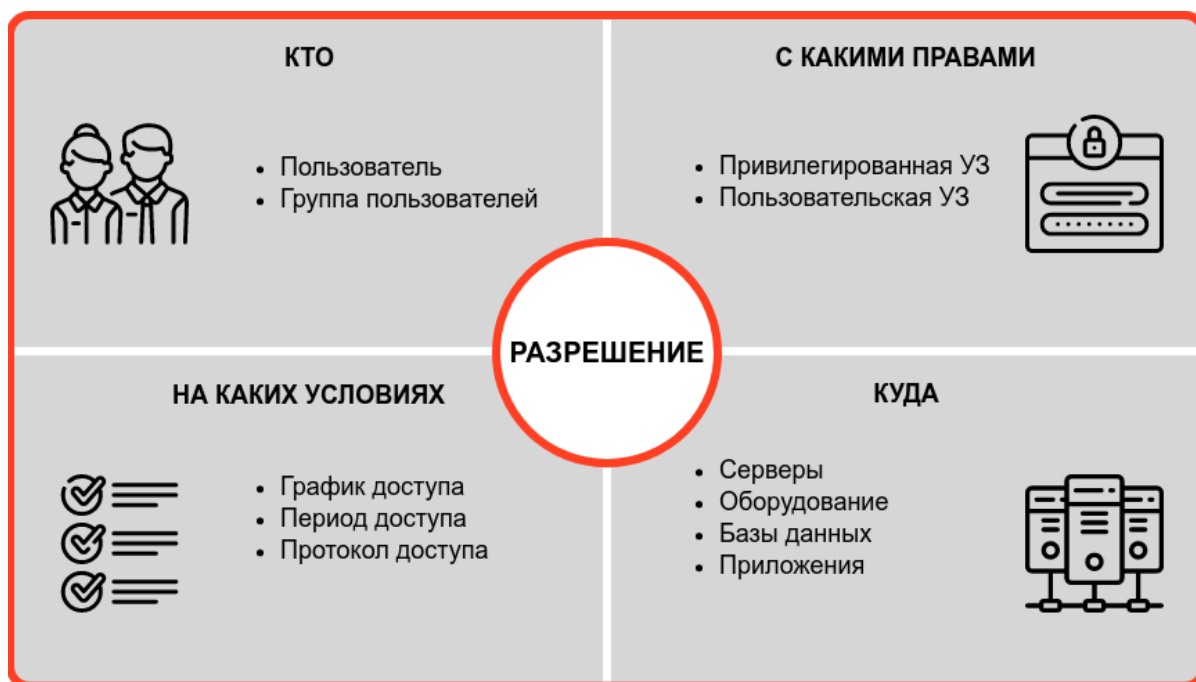 КТО
• Пользователь
• Группа пользователей
С КАКИМИ ПРАВАМИ
• Привилегированная УЗ
• Пользовательская УЗ
РАЗРЕШЕНИЕ
НА КАКИХ УСЛОВИЯХ
• График доступа
• Период доступа
• Протокол доступа
КУДА
• Серверы
• Оборудование
• Базы данных
• Приложения